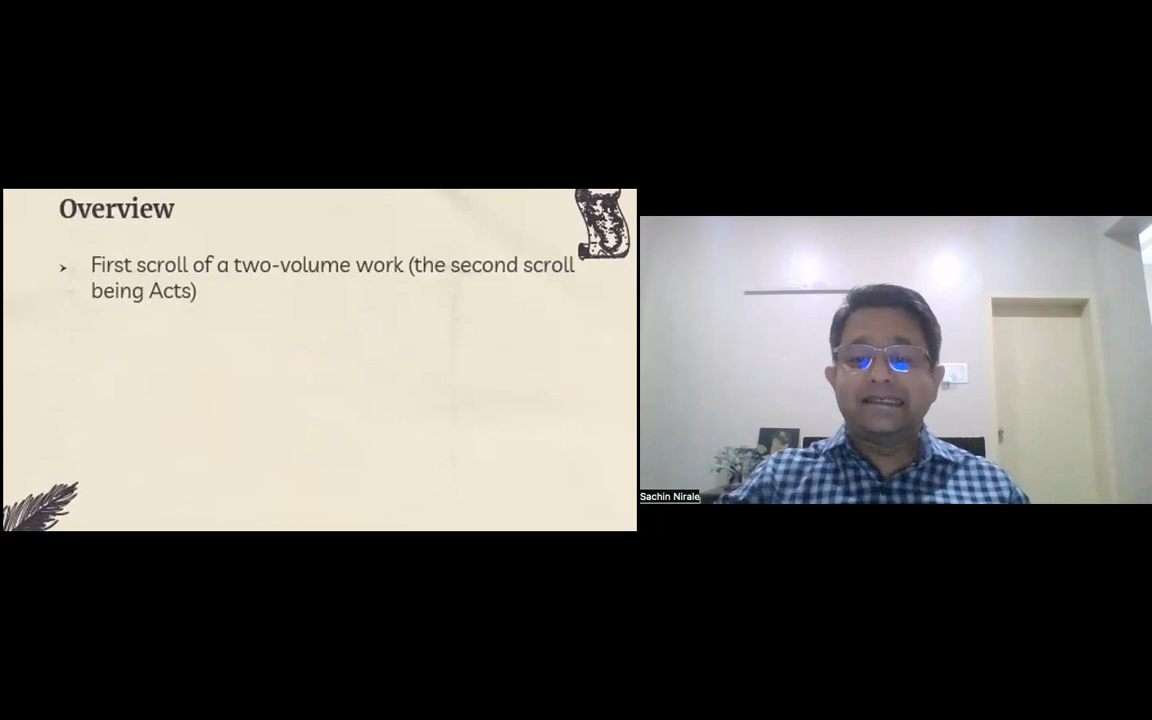 Overview
➤ First scroll of a two-volume work (the second scroll
being Acts)
Sachin Nirale